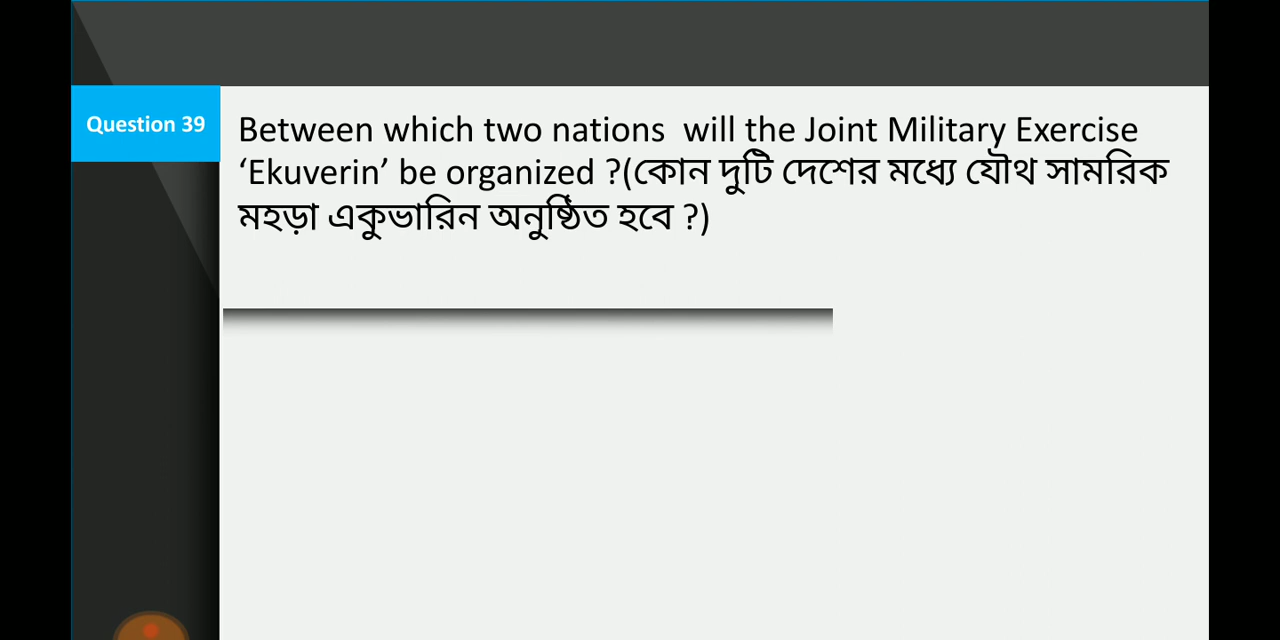 Question 39
Between which two nations  will the Joint Military Exercise
‘Ekuverin’ be organized ?(কোন দুটি দেশের মধ্যে যৌথ সামরিক
মহড়া একুভারিন অনুষ্ঠিত হবে ?)